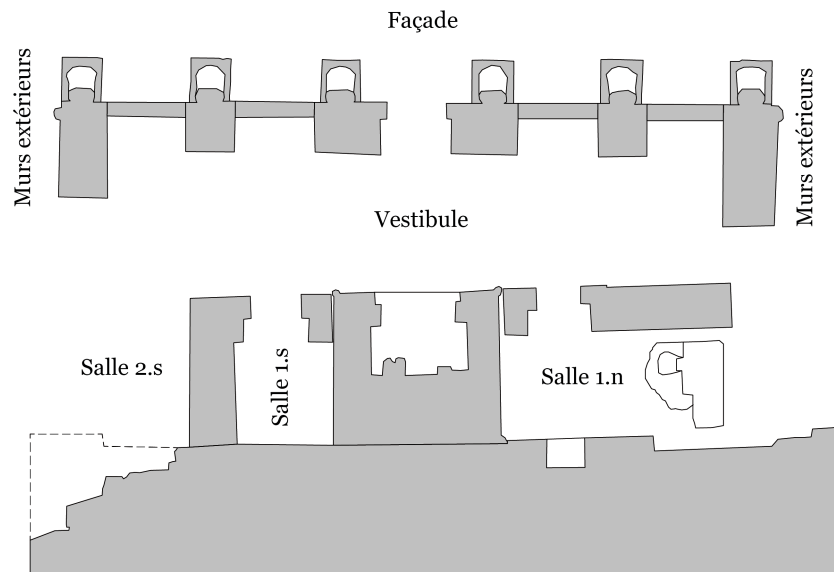 Façade
Murs extérieurs
Murs extérieurs
Vestibule
Salle 2.s
Salle 1.s
Salle 1.n